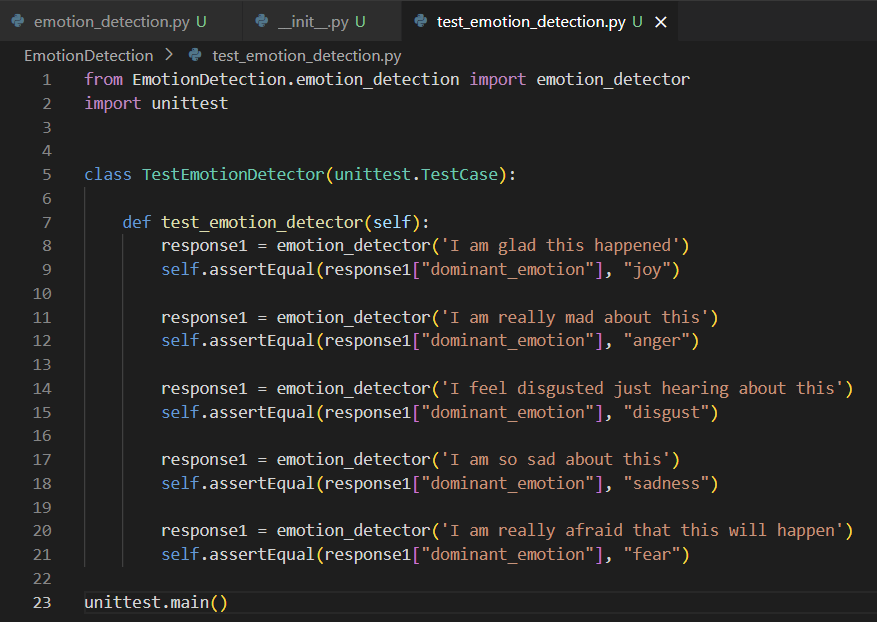 emotion_detection.py U __init__.py U test_emotion_detection.py U
EmotionDetection > test_emotion_detection.py
1 from EmotionDetection.emotion_detection import emotion_detector
2 import unittest
3
4
5 class TestEmotionDetector(unittest.TestCase):
6
7     def test_emotion_detector(self):
8         response1 = emotion_detector('I am glad this happened')
9         self.assertEqual(response1["dominant_emotion"], "joy")
10
11         response1 = emotion_detector('I am really mad about this')
12         self.assertEqual(response1["dominant_emotion"], "anger")
13
14         response1 = emotion_detector('I feel disgusted just hearing about this')
15         self.assertEqual(response1["dominant_emotion"], "disgust")
16
17         response1 = emotion_detector('I am so sad about this')
18         self.assertEqual(response1["dominant_emotion"], "sadness")
19
20         response1 = emotion_detector('I am really afraid that this will happen')
21         self.assertEqual(response1["dominant_emotion"], "fear")
22
23 unittest.main()